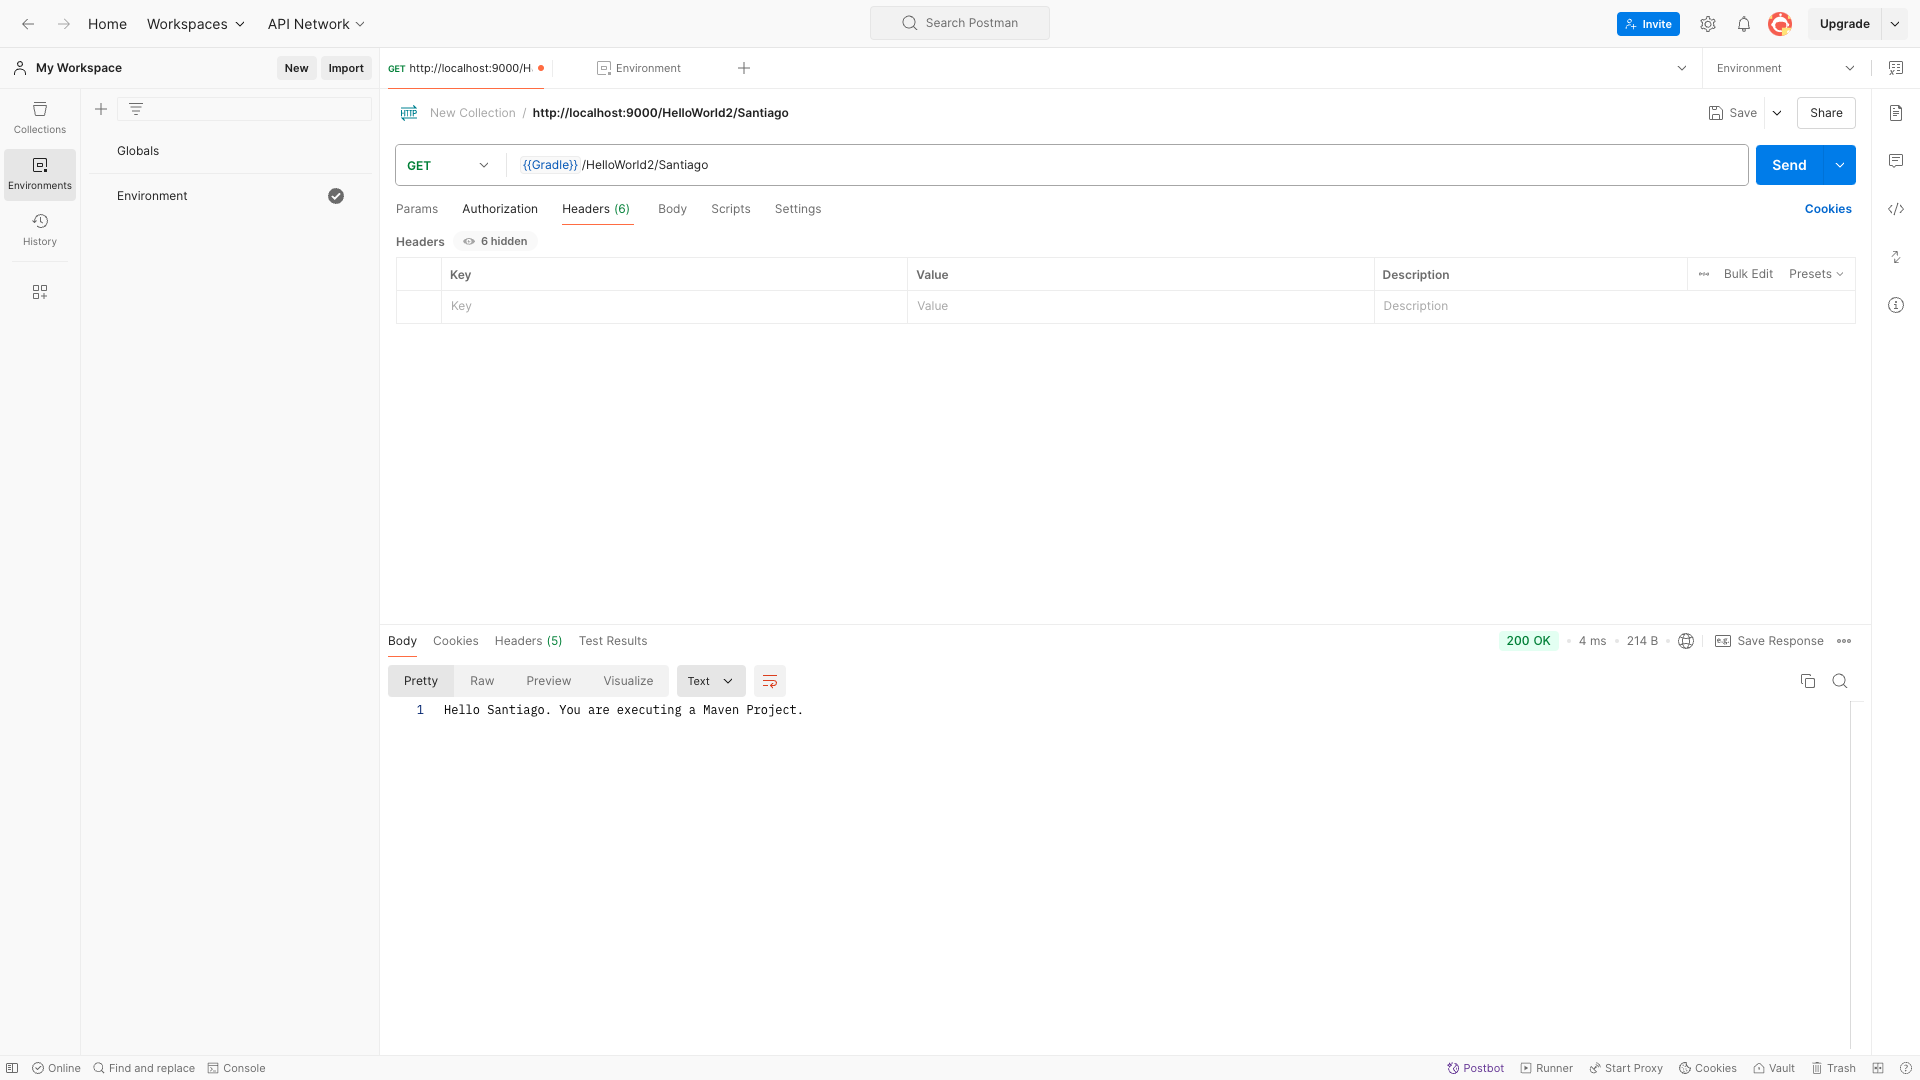 Home Workspaces API Network Search Postman Invite Upgrade
My Workspace New Import GET http://localhost:9000/H. Environment Environment
Collections
Environments
History
Globals
Environment
New Collection / http://localhost:9000/HelloWorld2/Santiago Save Share
GET {{Gradle}} /HelloWorld2/Santiago Send
Params Authorization Headers (6) Body Scripts Settings Cookies
Headers 6 hidden
Key Value Description Bulk Edit Presets
Key Value Description
Body Cookies Headers (5) Test Results 200 OK 4 ms 214 B e.g. Save Response
Pretty Raw Preview Visualize Text
1 Hello Santiago. You are executing a Maven Project.
Online Find and replace Console Postbot Runner Start Proxy Cookies Vault Trash